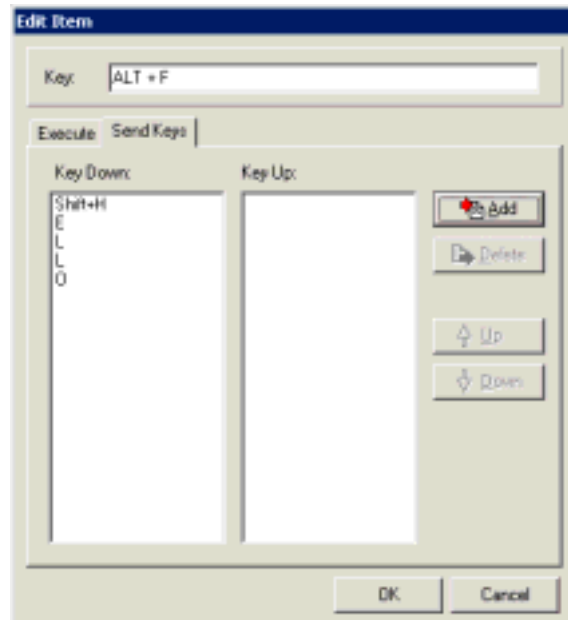 Edit Item
Key: ALT + F
Execute Send Keys
Key Down: Key Up:
Shift+H
E
L
L
O
Add
Delete
Up
Down
OK Cancel